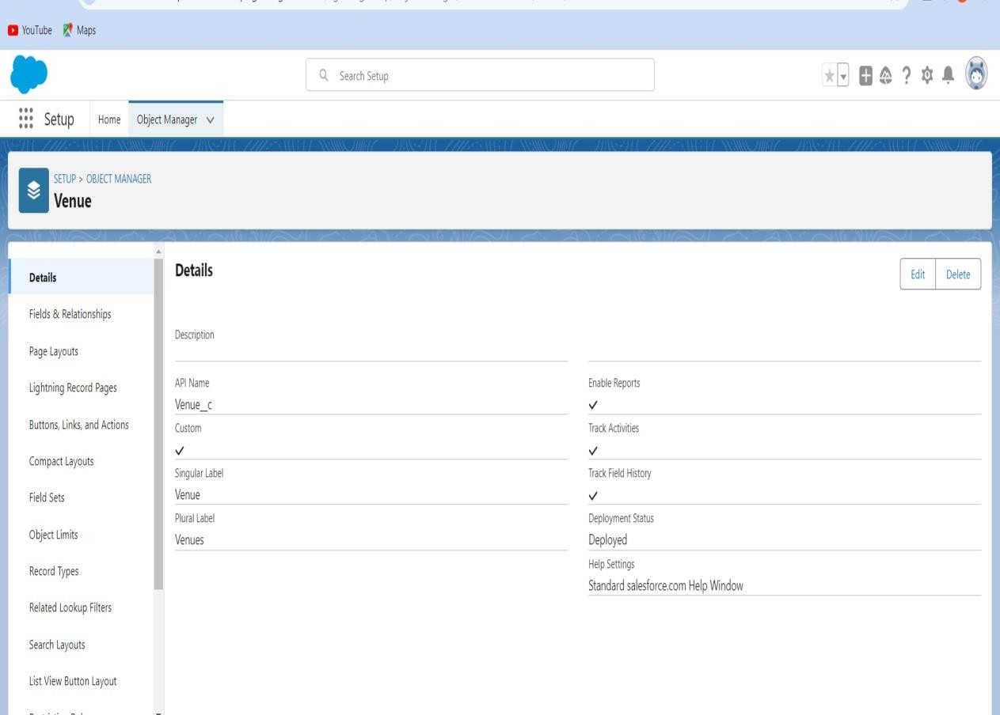 YouTube Maps
Search Setup
Setup Home Object Manager
SETUP > OBJECT MANAGER
Venue
Details
Fields & Relationships
Page Layouts
Lightning Record Pages
Buttons, Links, and Actions
Compact Layouts
Field Sets
Object Limits
Record Types
Related Lookup Filters
Search Layouts
List View Button Layout
Details
Edit Delete
Description
API Name
Venue__c
Custom
Singular Label
Venue
Plural Label
Venues
Enable Reports
Track Activities
Track Field History
Deployment Status
Deployed
Help Settings
Standard salesforce.com Help Window